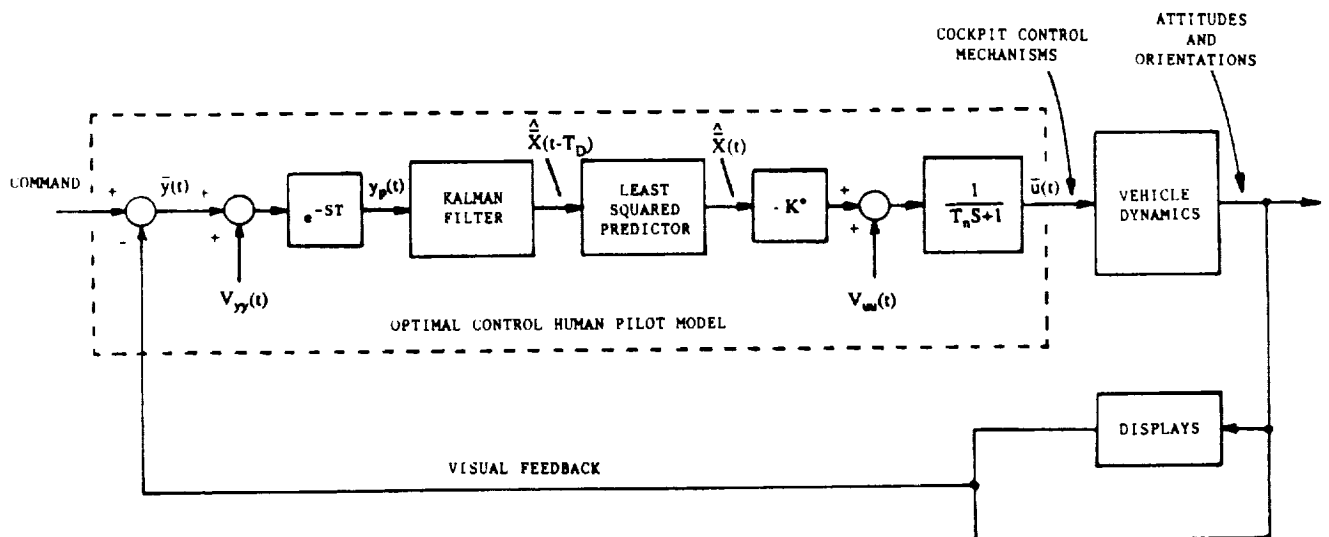 COCKPIT CONTROL
MECHANISMS
ATTITUDES
AND
ORIENTATIONS
COMMAND
+
-
ȳ(t)
+
+
V_yy(t)
e^-ST
y_p(t)
KALMAN
FILTER
X̂(t-T_D)
LEAST
SQUARED
PREDICTOR
X̂(t)
- K*
+
+
V_uu(t)
1
T_nS+1
ū(t)
VEHICLE
DYNAMICS
OPTIMAL CONTROL HUMAN PILOT MODEL
DISPLAYS
VISUAL FEEDBACK